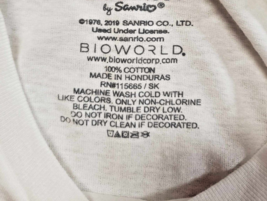 by Sanrio®
©1976, 2019 SANRIO CO., LTD.
Used Under License.
www.sanrio.com
BIOWORLD®
www.bioworldcorp.com
100% COTTON
MADE IN HONDURAS
RN#115665 / SK
MACHINE WASH COLD WITH
LIKE COLORS. ONLY NON-CHLORINE
BLEACH. TUMBLE DRY LOW.
DO NOT IRON IF DECORATED.
DO NOT DRY CLEAN IF DECORATED.